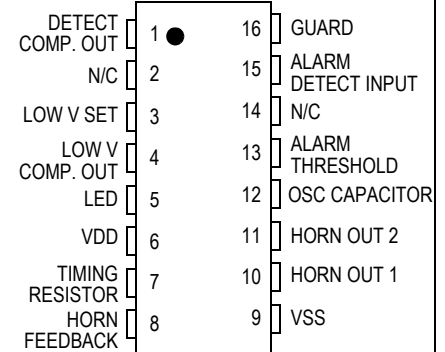 DETECT
COMP. OUT
1
16
GUARD
N/C
2
15
ALARM
DETECT INPUT
LOW V SET
3
14
N/C
LOW V
COMP. OUT
4
13
ALARM
THRESHOLD
LED
5
12
OSC CAPACITOR
VDD
6
11
HORN OUT 2
TIMING
RESISTOR
7
10
HORN OUT 1
HORN
FEEDBACK
8
9
VSS